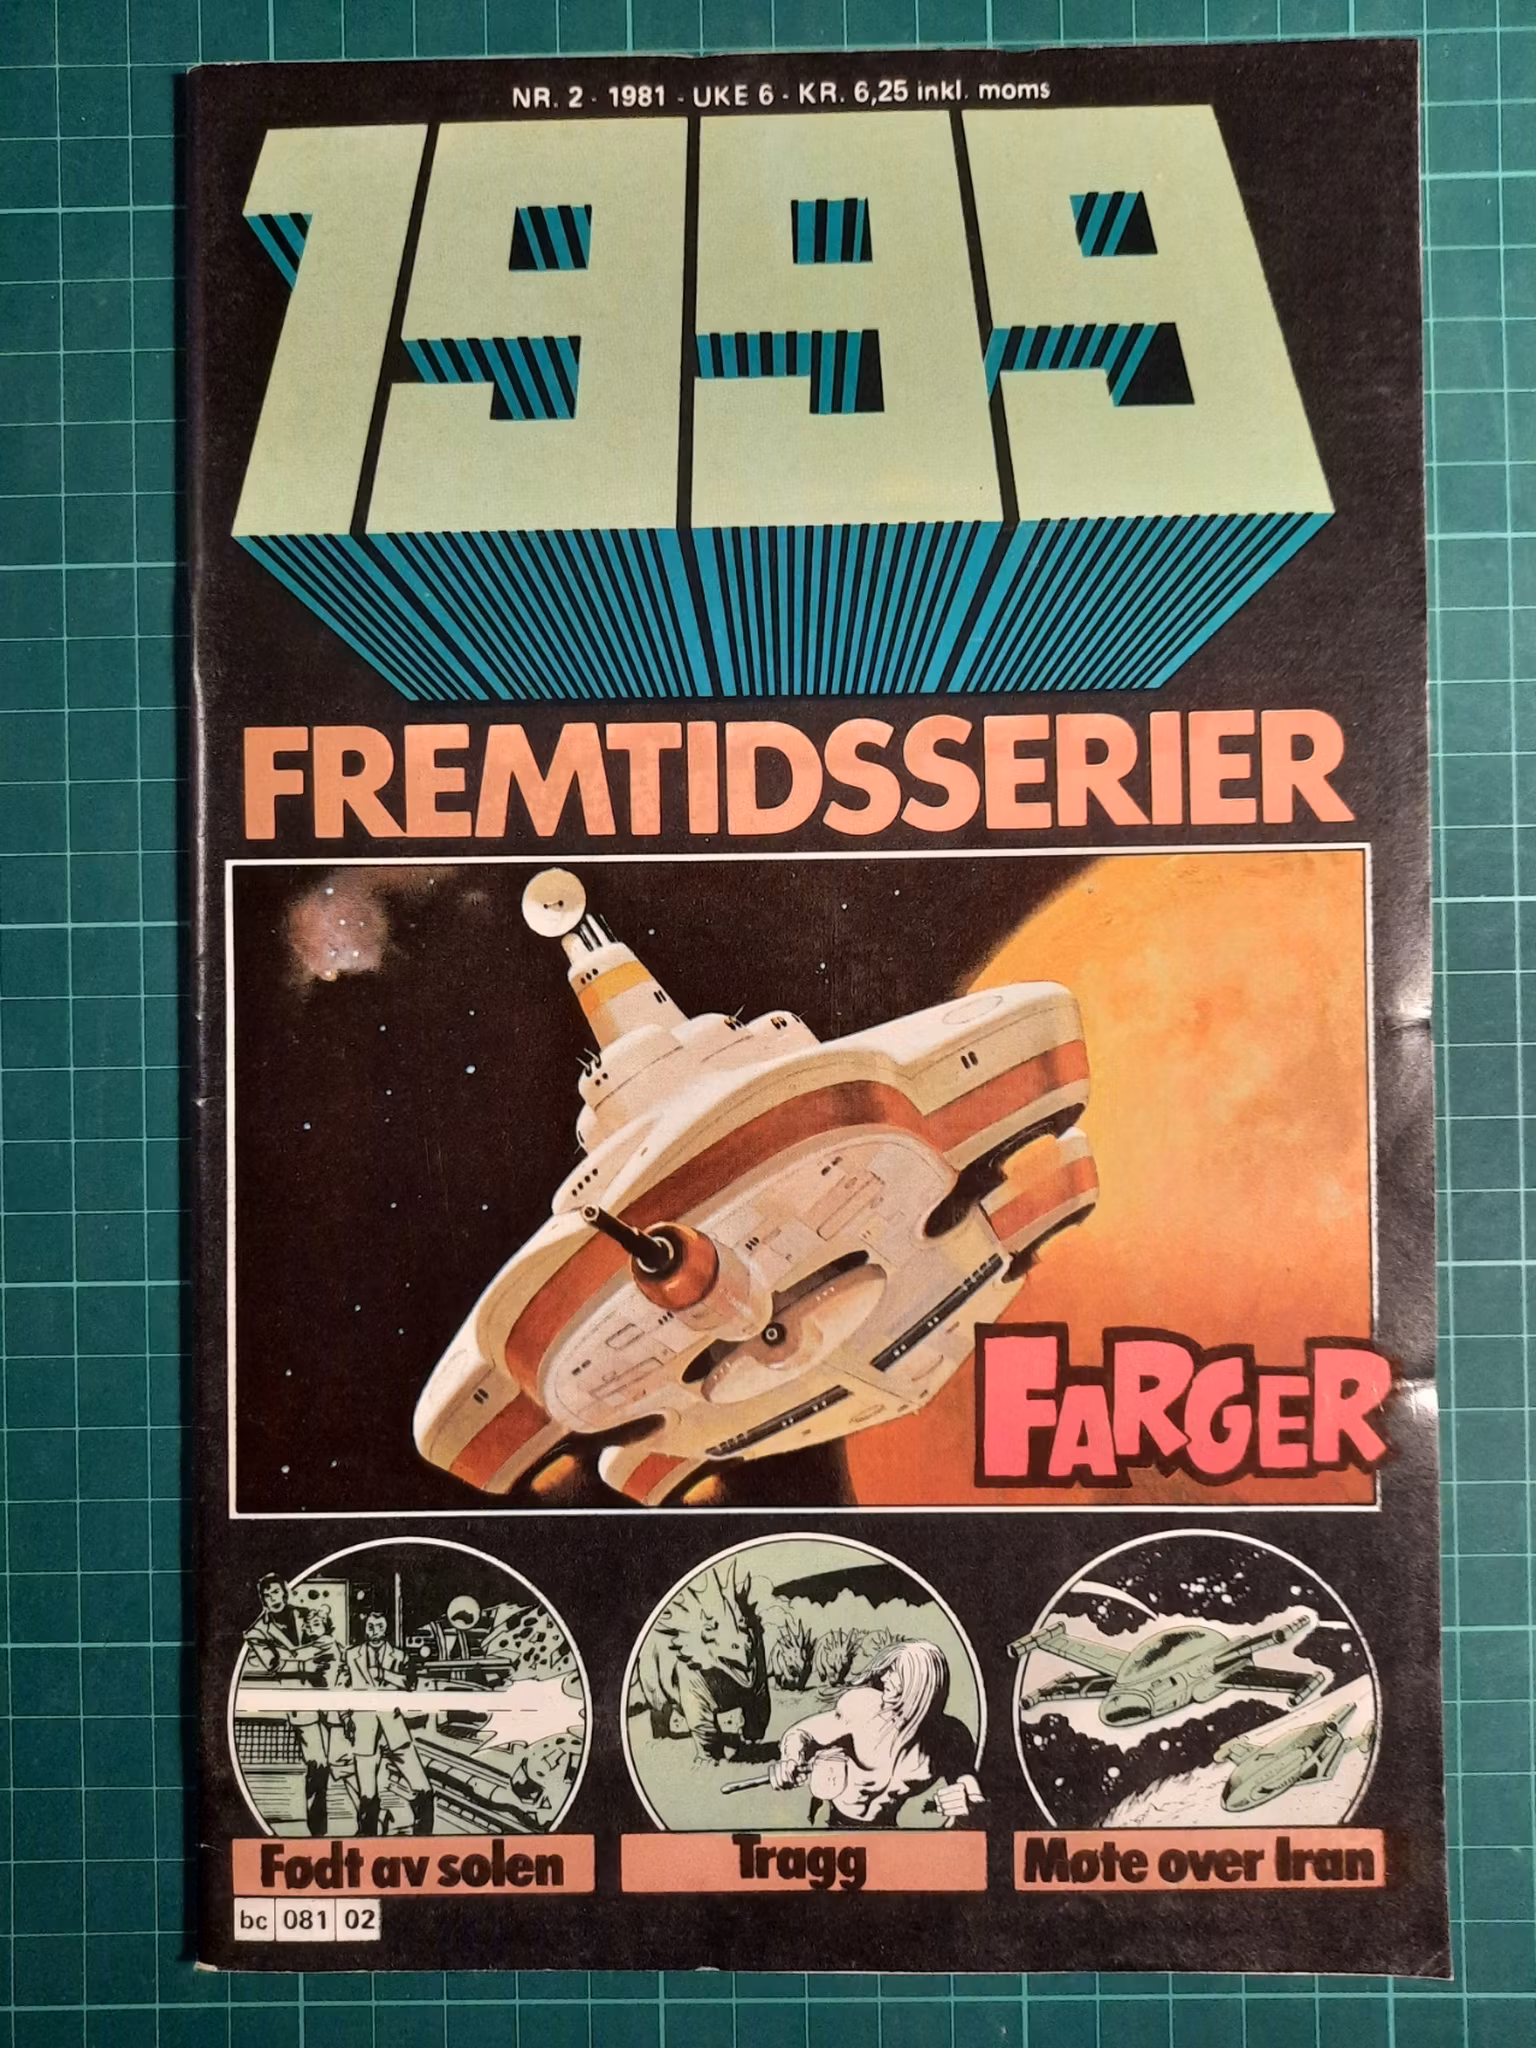 NR. 2 - 1981 - UKE 6 - KR. 6,25 inkl. moms
1999
FREMTIDSSERIER
FARGER
Født av solen
Tragg
Møte over Iran
bc 081 02